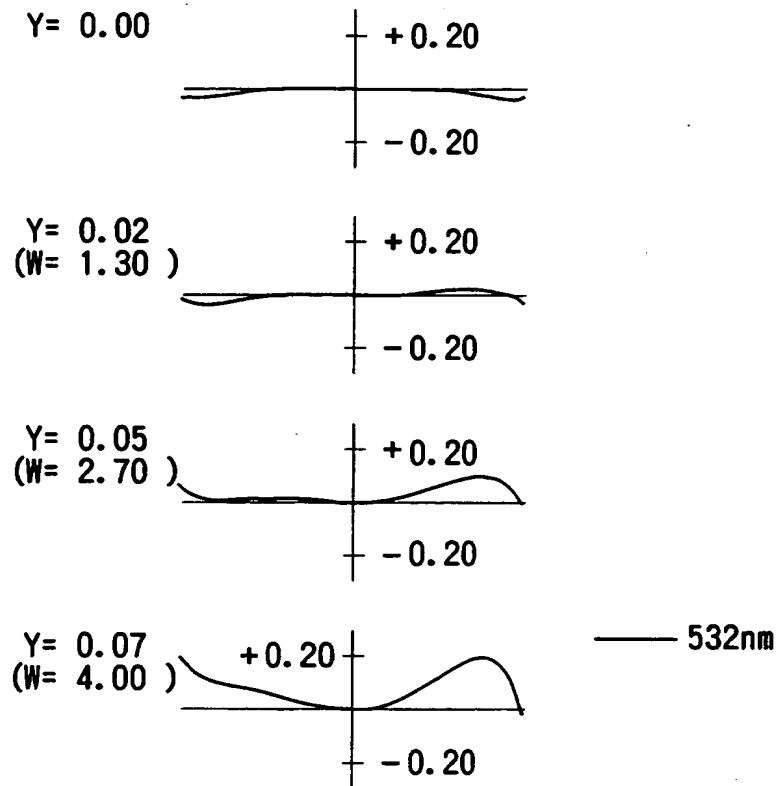 Y= 0.00
+0.20
-0.20
Y= 0.02
(W= 1.30 )
+0.20
-0.20
Y= 0.05
(W= 2.70 )
+0.20
-0.20
Y= 0.07
(W= 4.00 )
+0.20
-0.20
532nm